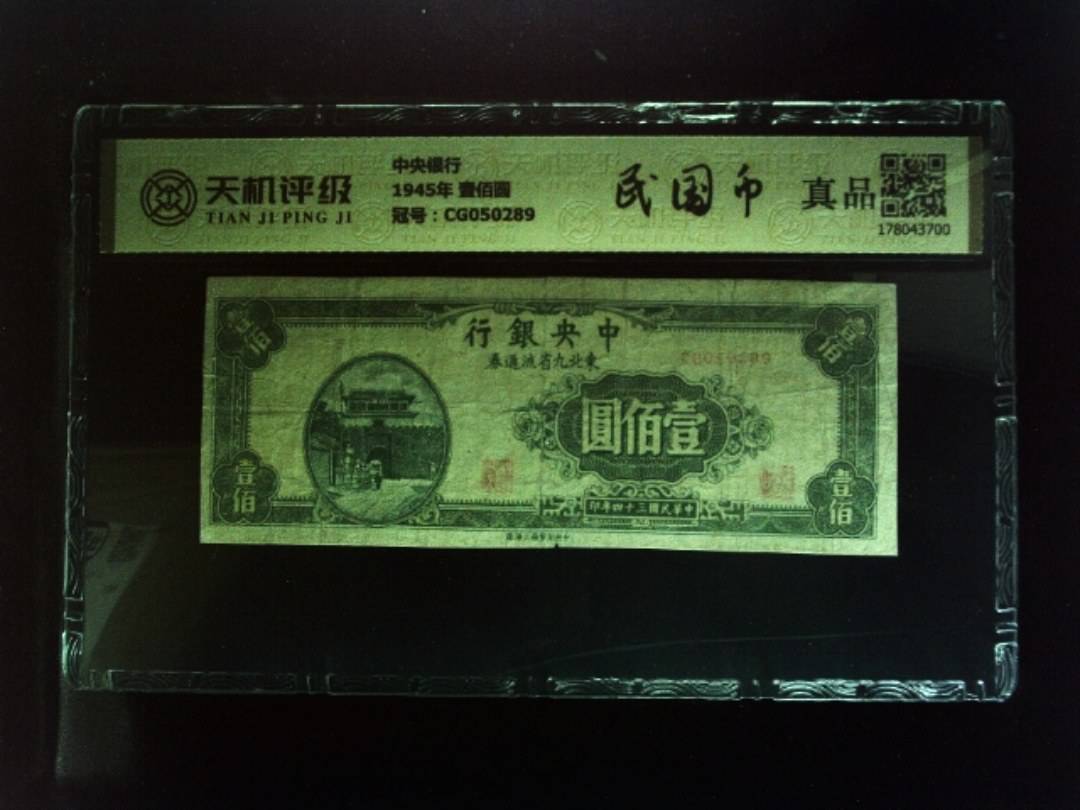 天机评级
TIAN JI PING JI
中央银行
1945年 壹佰圓
冠号：CG050289
民国币
真品
178043700
壹佰
壹佰
行銀央中
券通流省九北東
圓佰壹
壹佰
壹佰
印年四十三國民華中